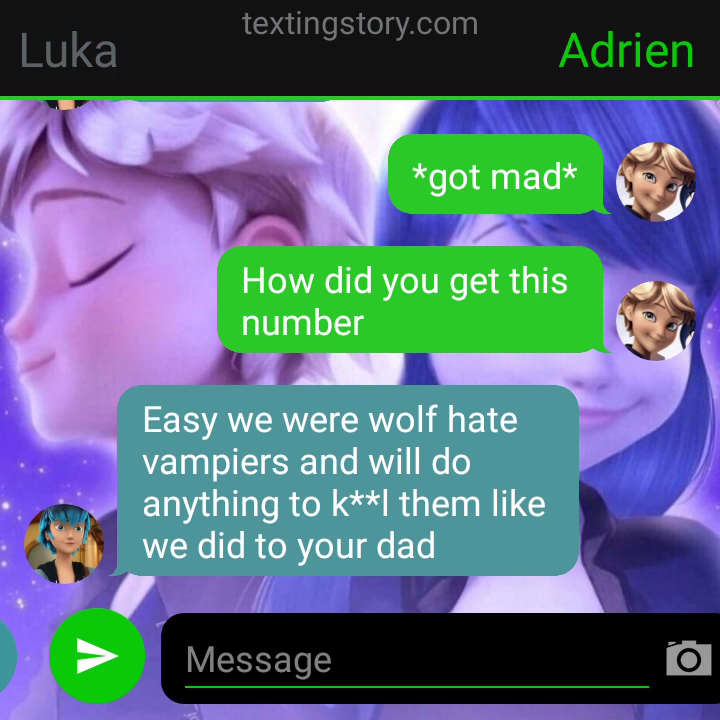 textingstory.com
Luka
Adrien
*got mad*
How did you get this
number
Easy we were wolf hate
vampiers and will do
anything to k**l them like
we did to your dad
Message